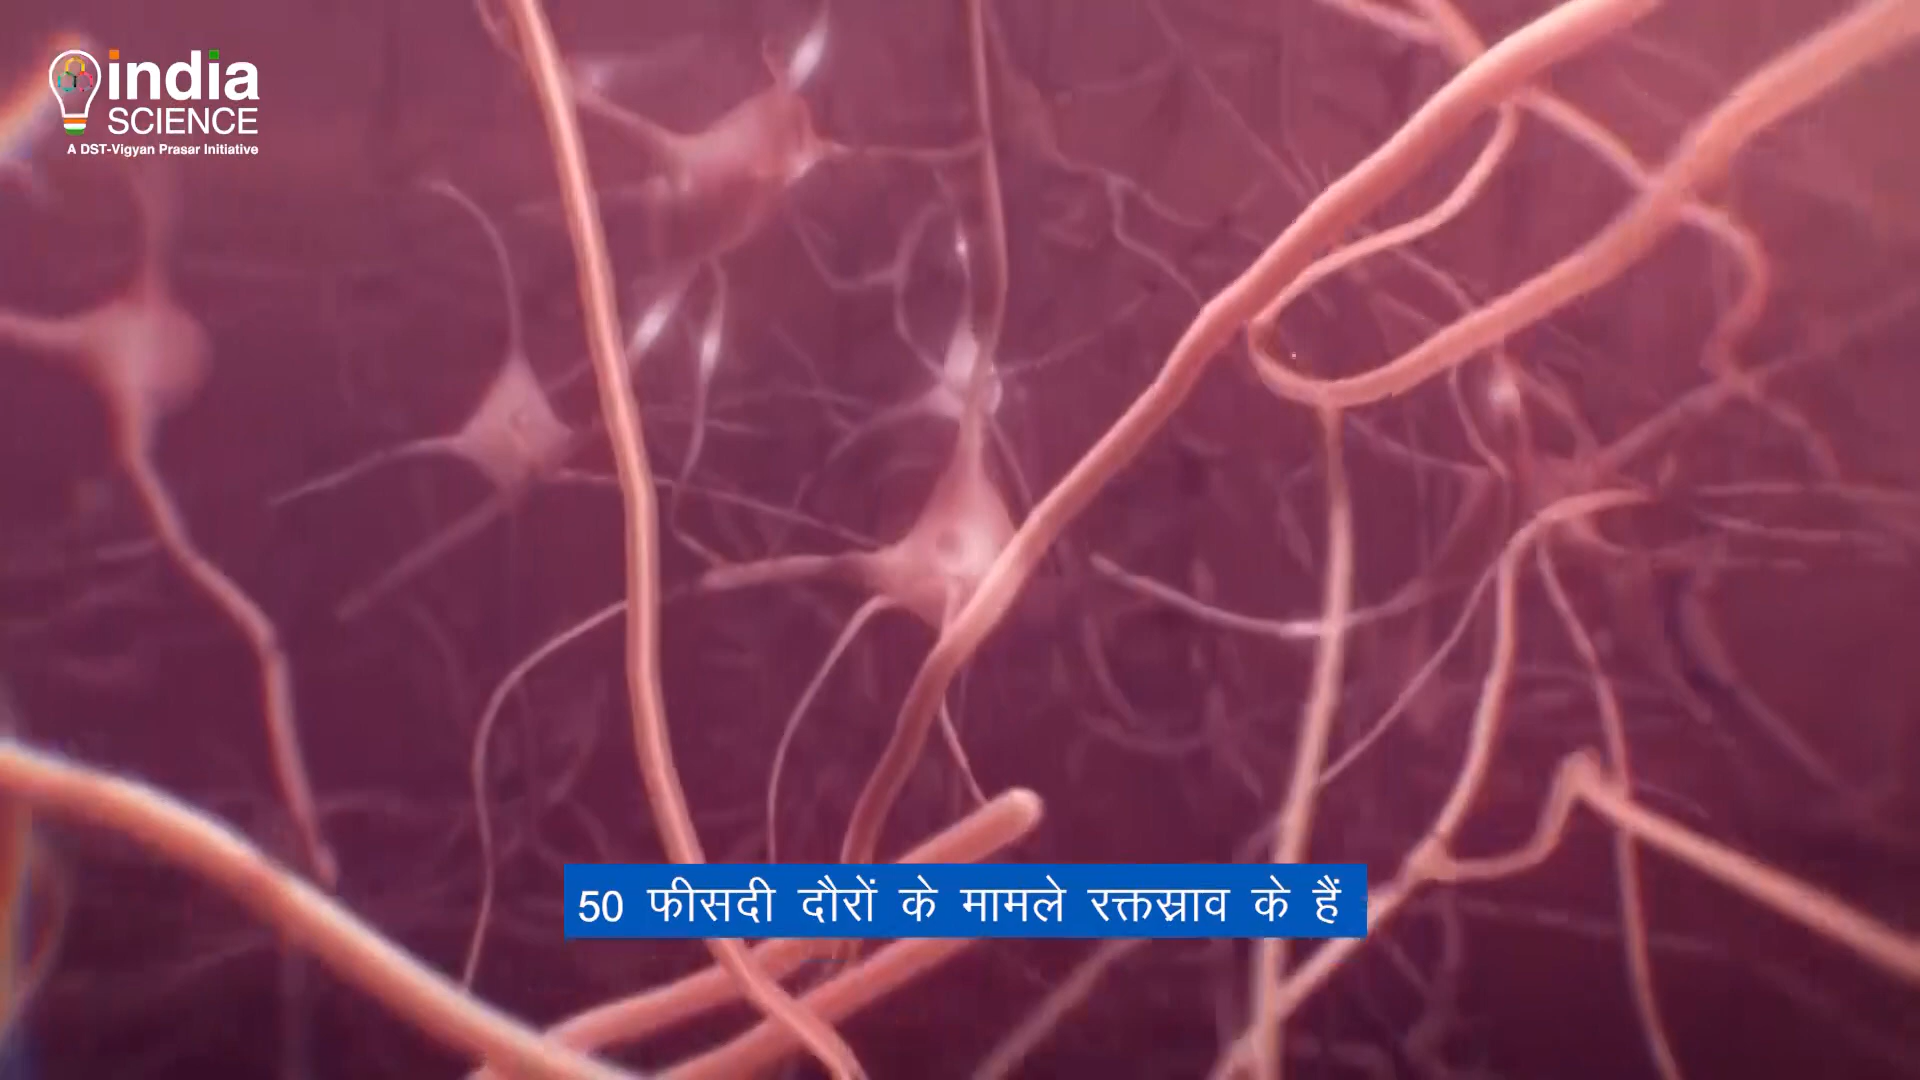 india
SCIENCE
A DST-Vigyan Prasar Initiative
50 फीसदी दौरों के मामले रक्तस्राव के हैं